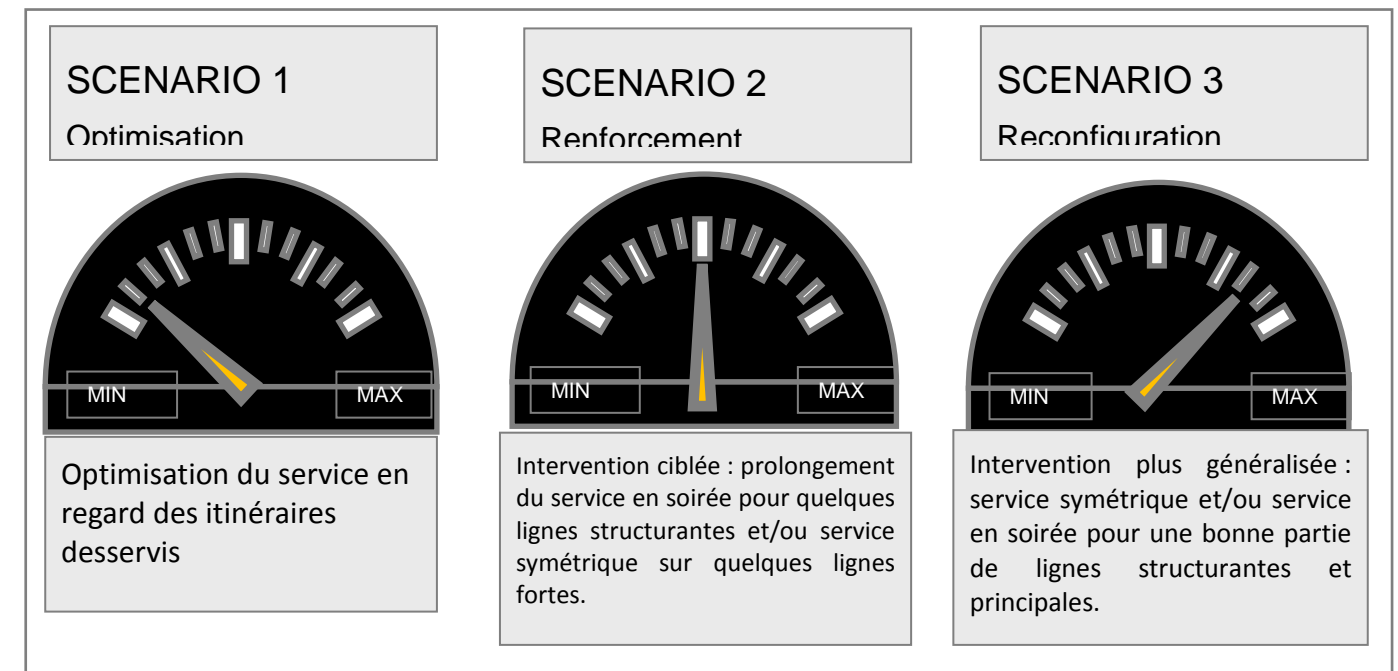 SCENARIO 1
Optimisation
MIN
MAX
Optimisation du service en
regard des itinéraires
desservis
SCENARIO 2
Renforcement
MIN
MAX
Intervention ciblée : prolongement
du service en soirée pour quelques
lignes structurantes et/ou service
symétrique sur quelques lignes
fortes.
SCENARIO 3
Reconfiguration
MIN
MAX
Intervention plus généralisée :
service symétrique et/ou service
en soirée pour une bonne partie
de lignes structurantes et
principales.